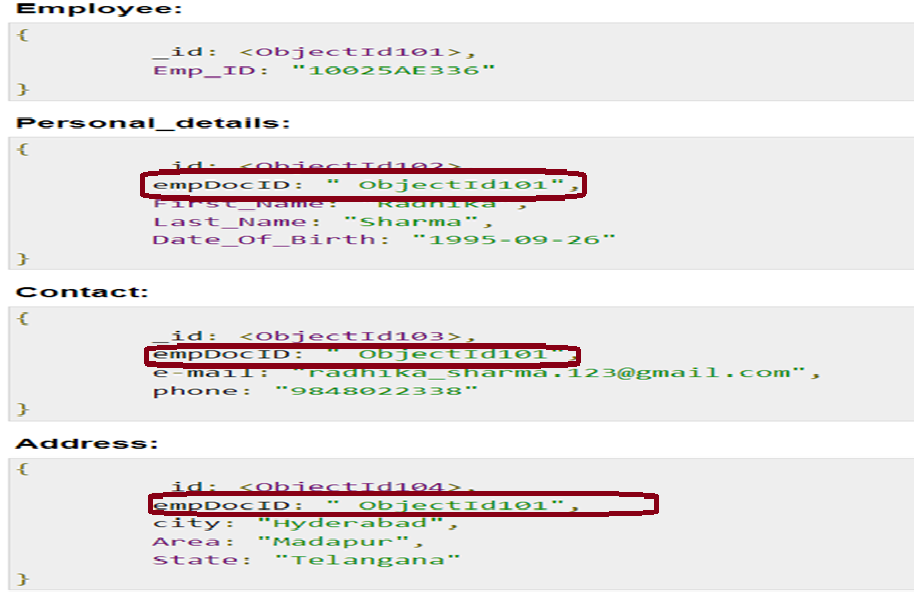 Employee:
{
_id: <ObjectId101>,
Emp_ID: "10025AE336"
}
Personal_details:
{
_id: <ObjectId102>,
empDocID: " ObjectId101",
First_Name: "Radhika",
Last_Name: "Sharma",
Date_Of_Birth: "1995-09-26"
}
Contact:
{
_id: <ObjectId103>,
empDocID: " ObjectId101",
e-mail: "radhika_sharma.123@gmail.com",
phone: "9848022338"
}
Address:
{
_id: <ObjectId104>,
empDocID: " ObjectId101",
city: "Hyderabad",
Area: "Madapur",
State: "Telangana"
}